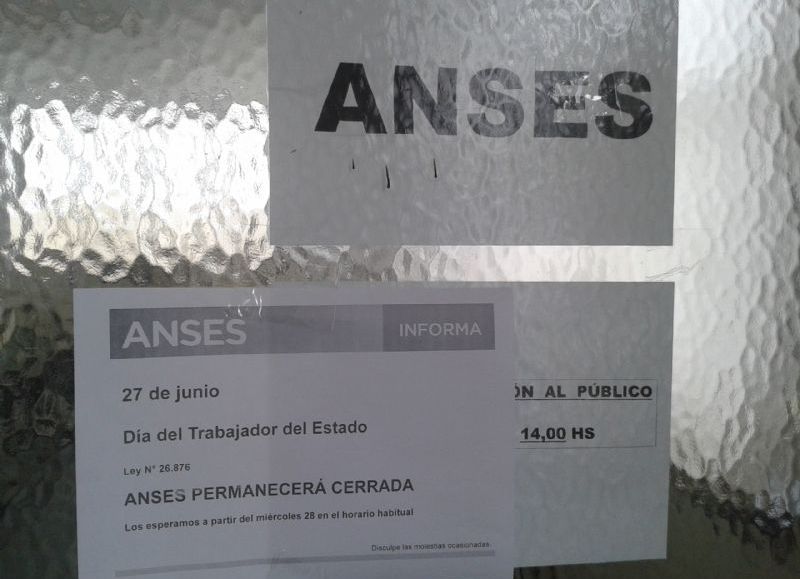 ANSES
ANSES INFORMA
27 de junio
Día del Trabajador del Estado
Ley N° 26.876
ANSES PERMANECERÁ CERRADA
Los esperamos a partir del miércoles 28 en el horario habitual
Disculpe las molestias ocasionadas.
ÓN AL PÚBLICO
14,00 HS